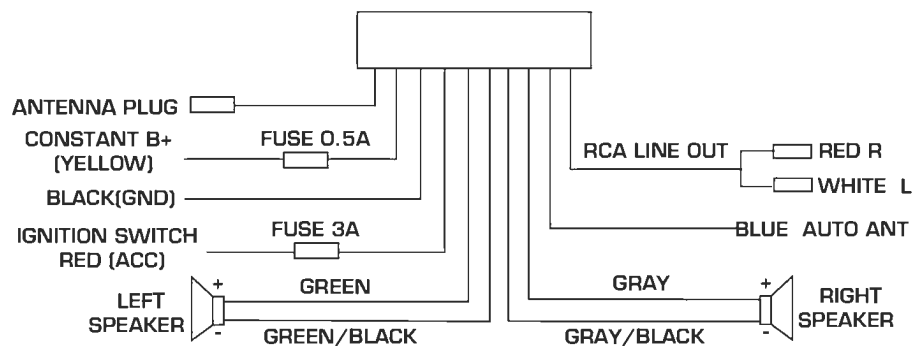 ANTENNA PLUG
CONSTANT B+
(YELLOW)
FUSE 0.5A
BLACK(GND)
IGNITION SWITCH
RED (ACC)
FUSE 3A
LEFT
SPEAKER
+
-
GREEN
GREEN/BLACK
RCA LINE OUT
RED R
WHITE L
BLUE AUTO ANT
GRAY
GRAY/BLACK
+
-
RIGHT
SPEAKER